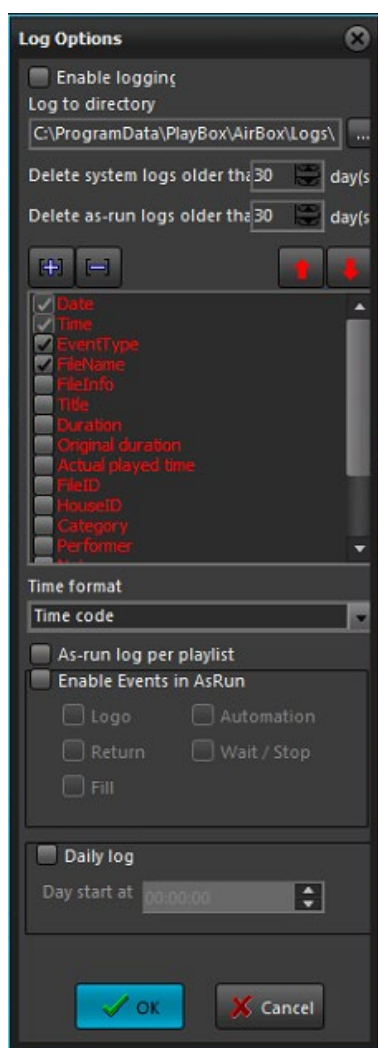 Log Options
Enable logging
Log to directory
C:\ProgramData\PlayBox\AirBox\Logs\ ...
Delete system logs older tha 30 day(s
Delete as-run logs older tha 30 day(s
[+] [-]
Date
Time
EventType
FileName
FileInfo
Title
Duration
Original duration
Actual played time
FileID
HouseID
Category
Performer
Time format
Time code
As-run log per playlist
Enable Events in AsRun
Logo Automation
Return Wait / Stop
Fill
Daily log
Day start at 00:00:00
OK Cancel